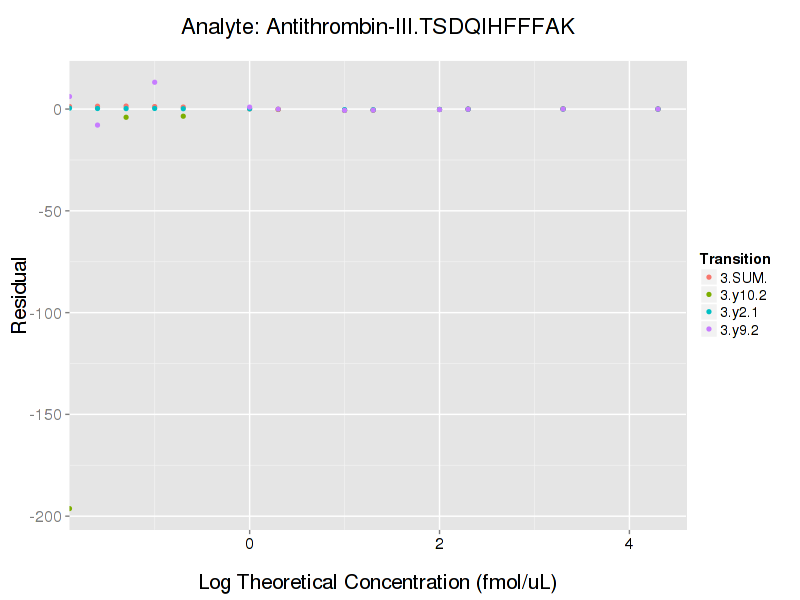 Analyte: Antithrombin-III.TSDQIHFFFAK
Residual
0
-50
-100
-150
-200
0 2 4
Log Theoretical Concentration (fmol/uL)
Transition
3.SUM.
3.y10.2
3.y2.1
3.y9.2